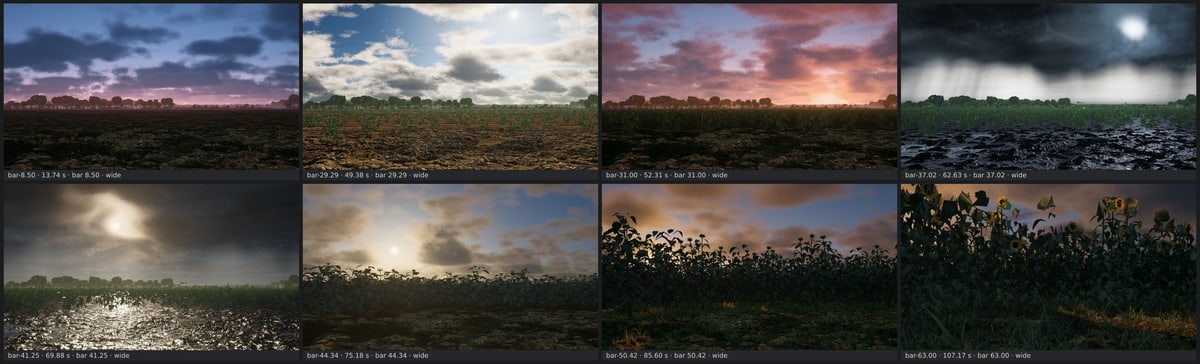 bar-8.50 · 13.74 s · bar 8.50 · wide
bar-29.29 · 49.38 s · bar 29.29 · wide
bar-31.00 · 52.31 s · bar 31.00 · wide
bar-37.02 · 62.63 s · bar 37.02 · wide
bar-41.25 · 69.88 s · bar 41.25 · wide
bar-44.34 · 75.18 s · bar 44.34 · wide
bar-50.42 · 85.60 s · bar 50.42 · wide
bar-63.00 · 107.17 s · bar 63.00 · wide